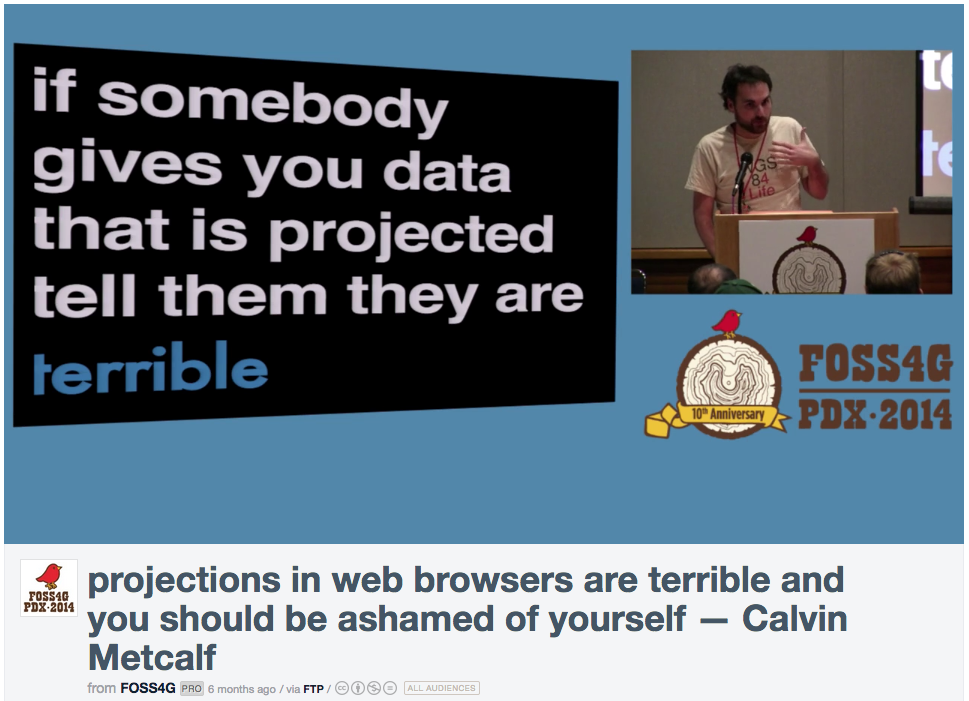 if somebody
gives you data
that is projected
tell them they are
terrible
te
te
GS
84
Life
10th Anniversary
FOSS4G
PDX·2014
FOSS4G
PDX·2014
projections in web browsers are terrible and
you should be ashamed of yourself — Calvin
Metcalf
from FOSS4G PRO 6 months ago / via FTP / ALL AUDIENCES